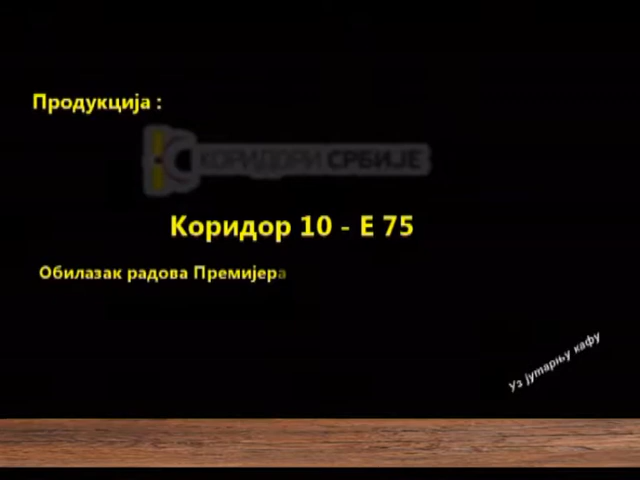 Продукција :
КОРИДОРИ СРБИЈЕ
Коридор 10 - Е 75
Обилазак радова Премијера
Уз јутарњу кафу